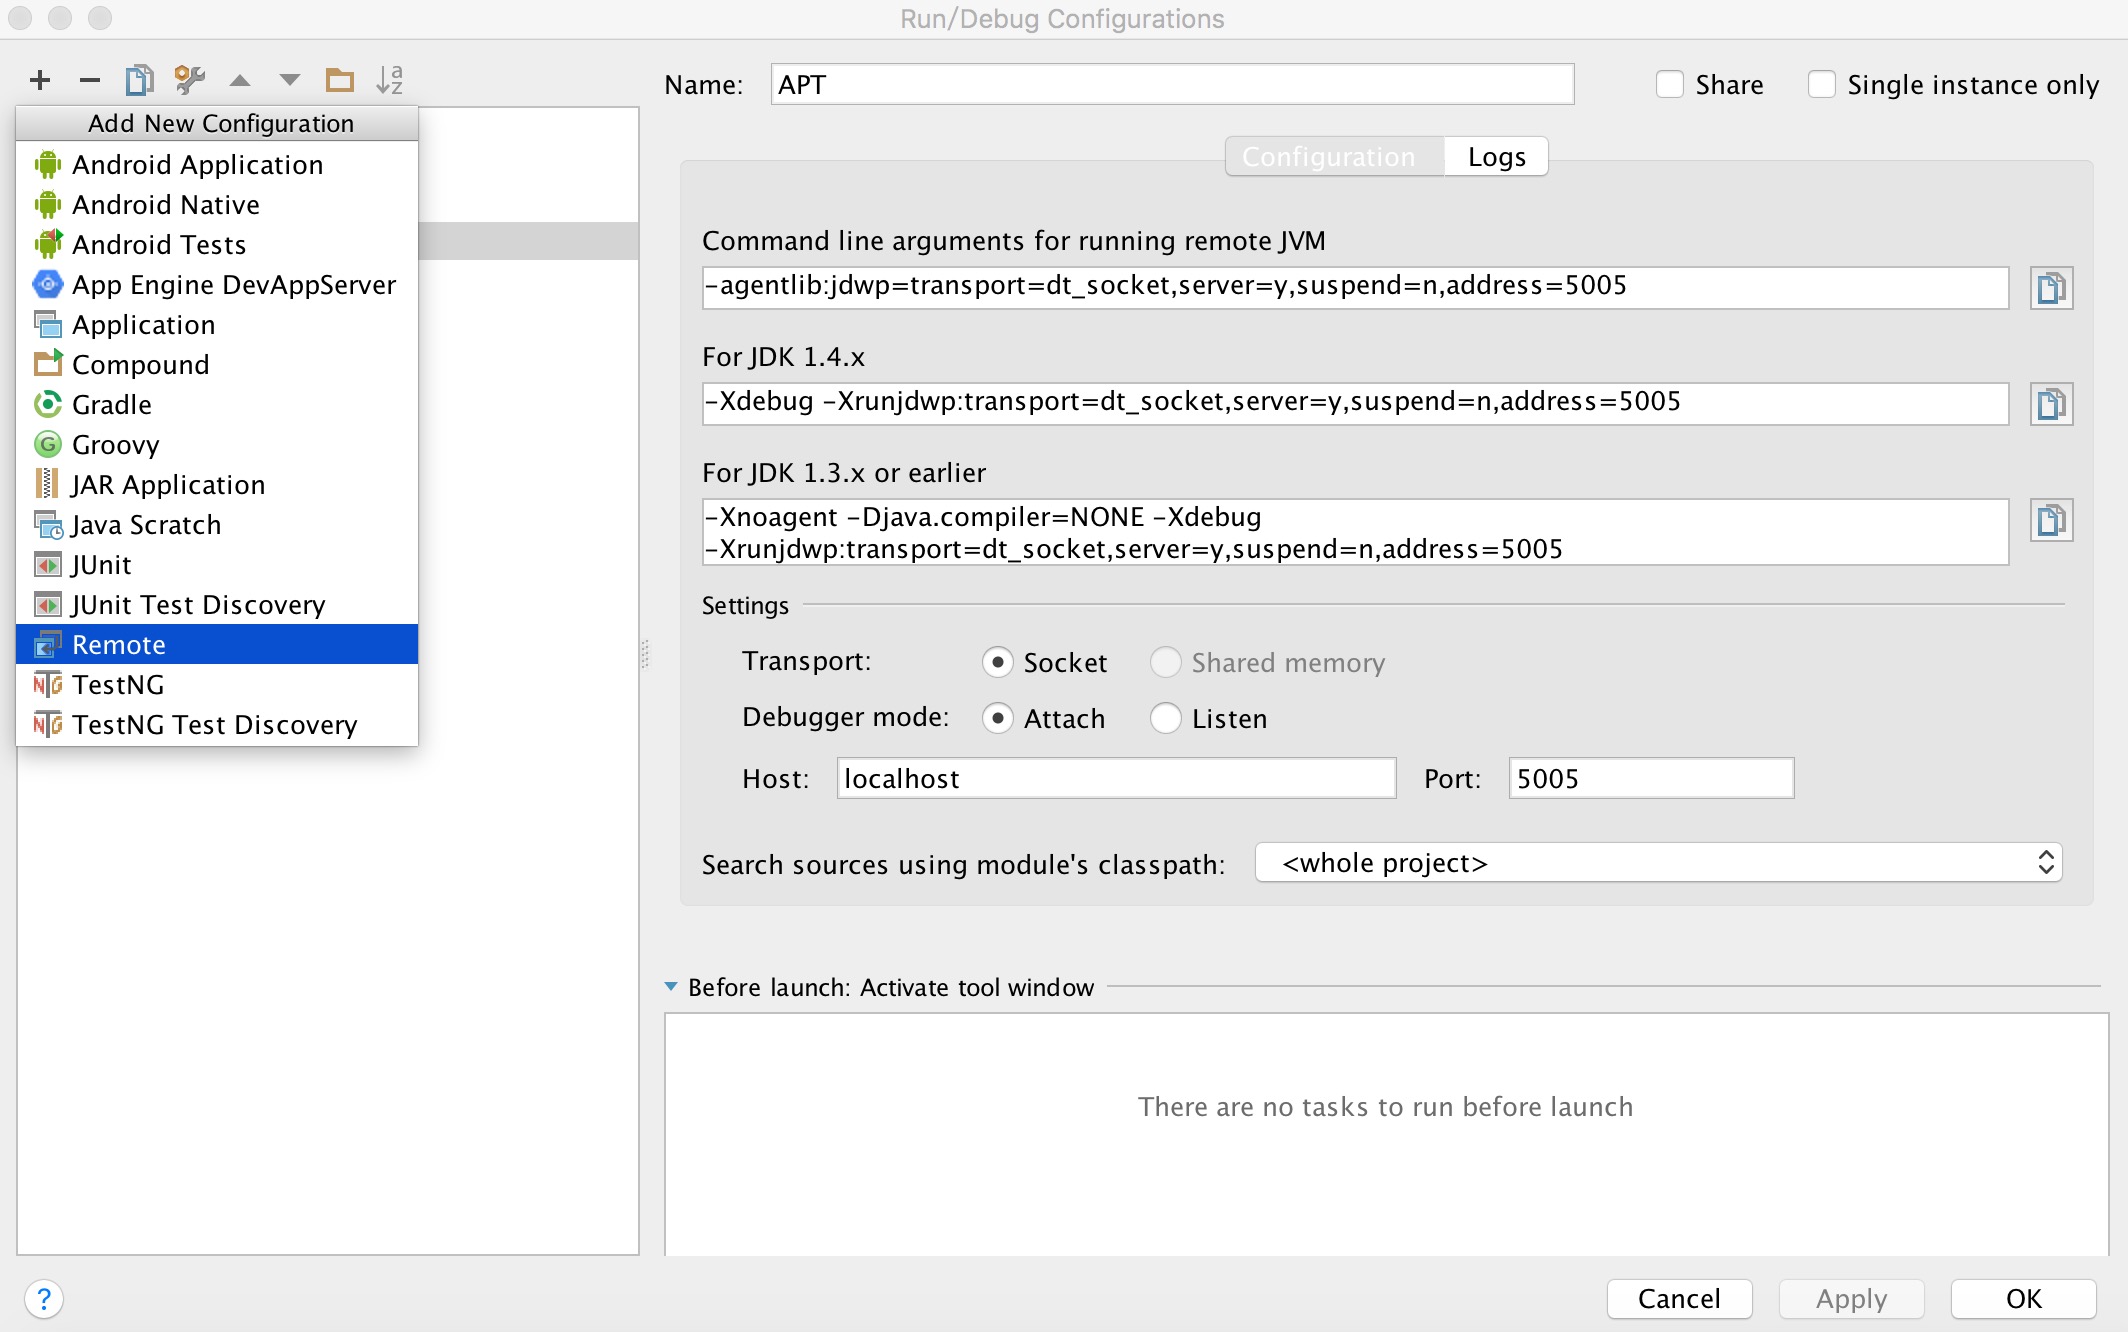 Run/Debug Configurations
Name: APT Share Single instance only
Add New Configuration
Android Application
Android Native
Android Tests
App Engine DevAppServer
Application
Compound
Gradle
Groovy
JAR Application
Java Scratch
JUnit
JUnit Test Discovery
Remote
TestNG
TestNG Test Discovery
Configuration Logs
Command line arguments for running remote JVM
-agentlib:jdwp=transport=dt_socket,server=y,suspend=n,address=5005
For JDK 1.4.x
-Xdebug -Xrunjdwp:transport=dt_socket,server=y,suspend=n,address=5005
For JDK 1.3.x or earlier
-Xnoagent -Djava.compiler=NONE -Xdebug
-Xrunjdwp:transport=dt_socket,server=y,suspend=n,address=5005
Settings
Transport: Socket Shared memory
Debugger mode: Attach Listen
Host: localhost Port: 5005
Search sources using module's classpath: <whole project>
Before launch: Activate tool window
There are no tasks to run before launch
? Cancel Apply OK